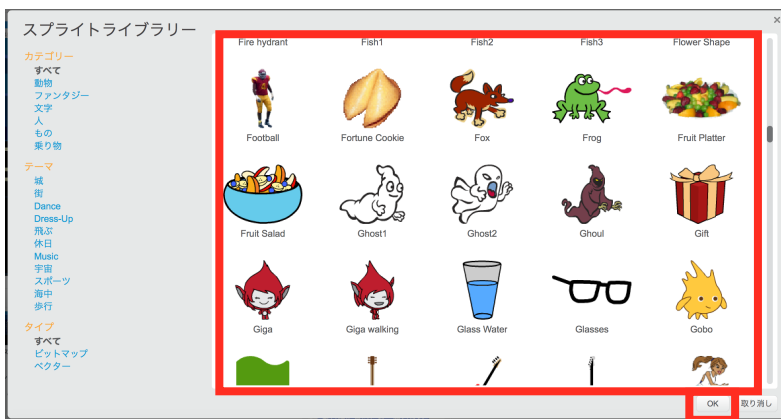 スプライトライブラリー
×
カテゴリー
すべて
動物
ファンタジー
文字
人
もの
乗り物
テーマ
城
街
Dance
Dress-Up
飛ぶ
休日
Music
宇宙
スポーツ
海中
歩行
タイプ
すべて
ビットマップ
ベクター
Fire hydrant Fish1 Fish2 Fish3 Flower Shape
Football Fortune Cookie Fox Frog Fruit Platter
Fruit Salad Ghost1 Ghost2 Ghoul Gift
Giga Giga walking Glass Water Glasses Gobo
OK 取り消し